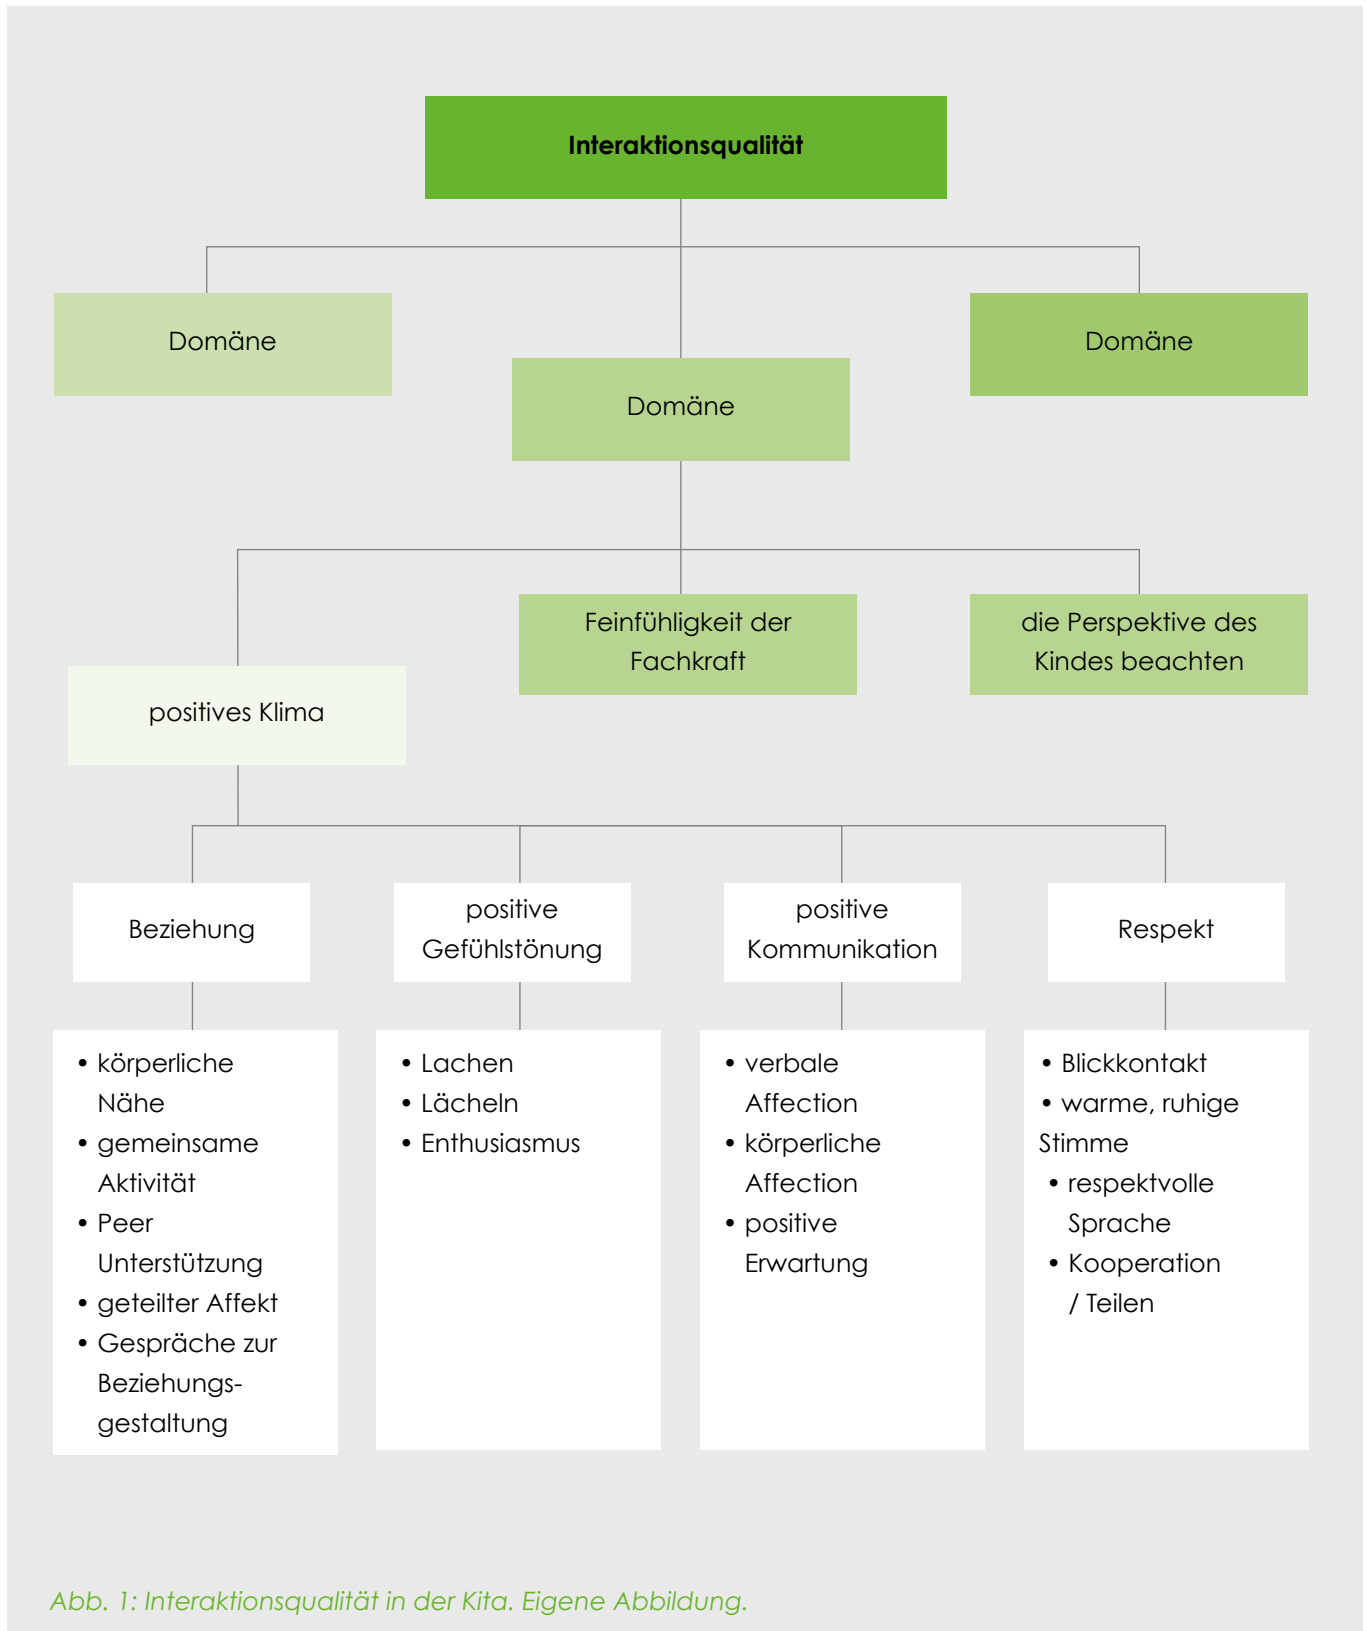 Interaktionsqualität
Domäne
Domäne
Domäne
Feinfühligkeit der
Fachkraft
die Perspektive des
Kindes beachten
positives Klima
Beziehung
positive
Gefühlstönung
positive
Kommunikation
Respekt
• körperliche
Nähe
• gemeinsame
Aktivität
• Peer
Unterstützung
• geteilter Affekt
• Gespräche zur
Beziehungs-
gestaltung
• Lachen
• Lächeln
• Enthusiasmus
• verbale
Affection
• körperliche
Affection
• positive
Erwartung
• Blickkontakt
• warme, ruhige
Stimme
• respektvolle
Sprache
• Kooperation
/ Teilen
Abb. 1: Interaktionsqualität in der Kita. Eigene Abbildung.